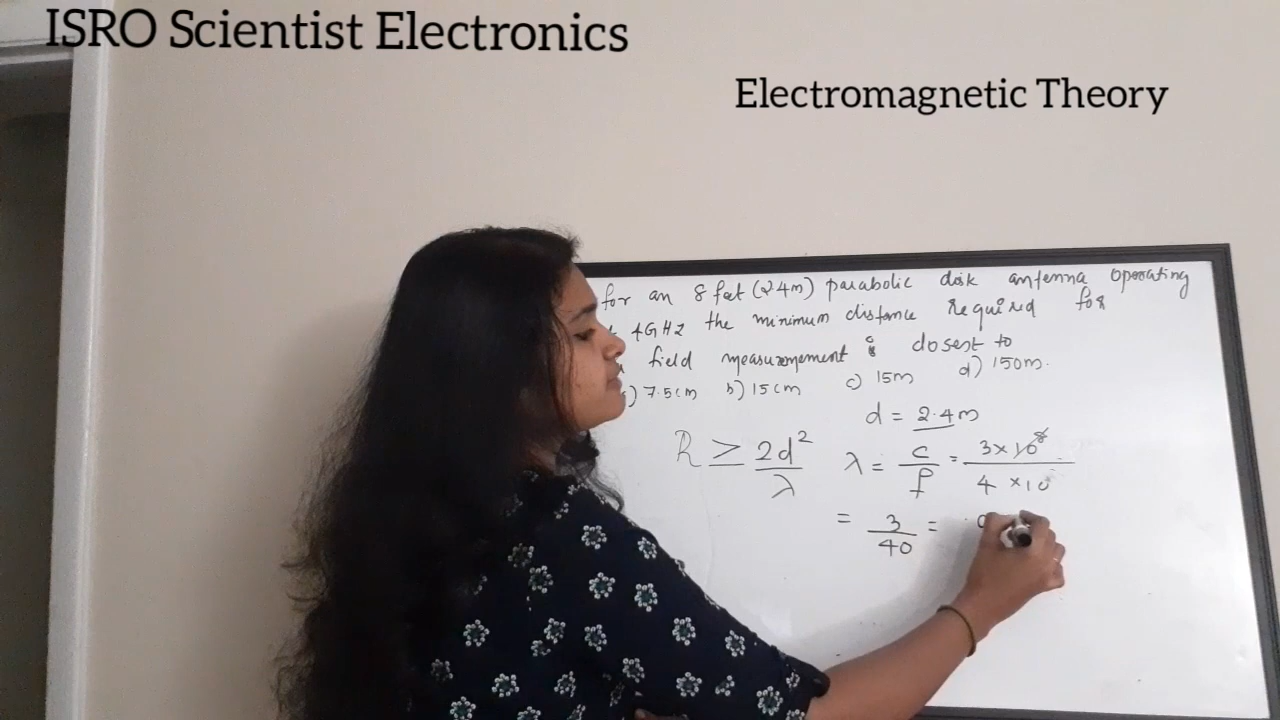 ISRO Scientist Electronics
Electromagnetic Theory
for an 8 feet (2.4m) parabolic disk antenna operating
4GHz the minimum distance required for
field measurement is closest to
) 7.5cm b) 15cm c) 15m d) 150m.
d = 2.4m
R ≥ 2d²/λ λ = c/f = 3×10⁸/4×10
= 3/40 = .0